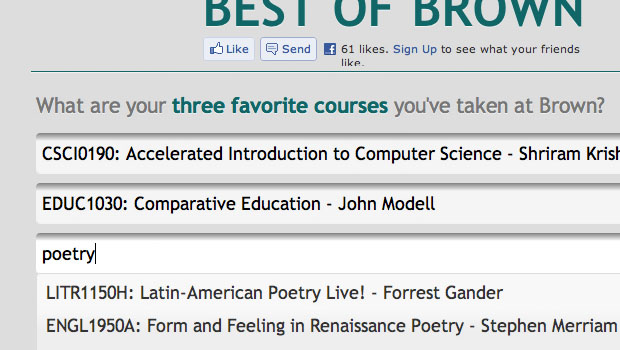 BEST OF BROWN
Like Send 61 likes. Sign Up to see what your friends
like.
What are your three favorite courses you've taken at Brown?
CSCI0190: Accelerated Introduction to Computer Science - Shriram
EDUC1030: Comparative Education - John Modell
poetry
LITR1150H: Latin-American Poetry Live! - Forrest Gander
ENGL1950A: Form and Feeling in Renaissance Poetry - Stephen Merriam